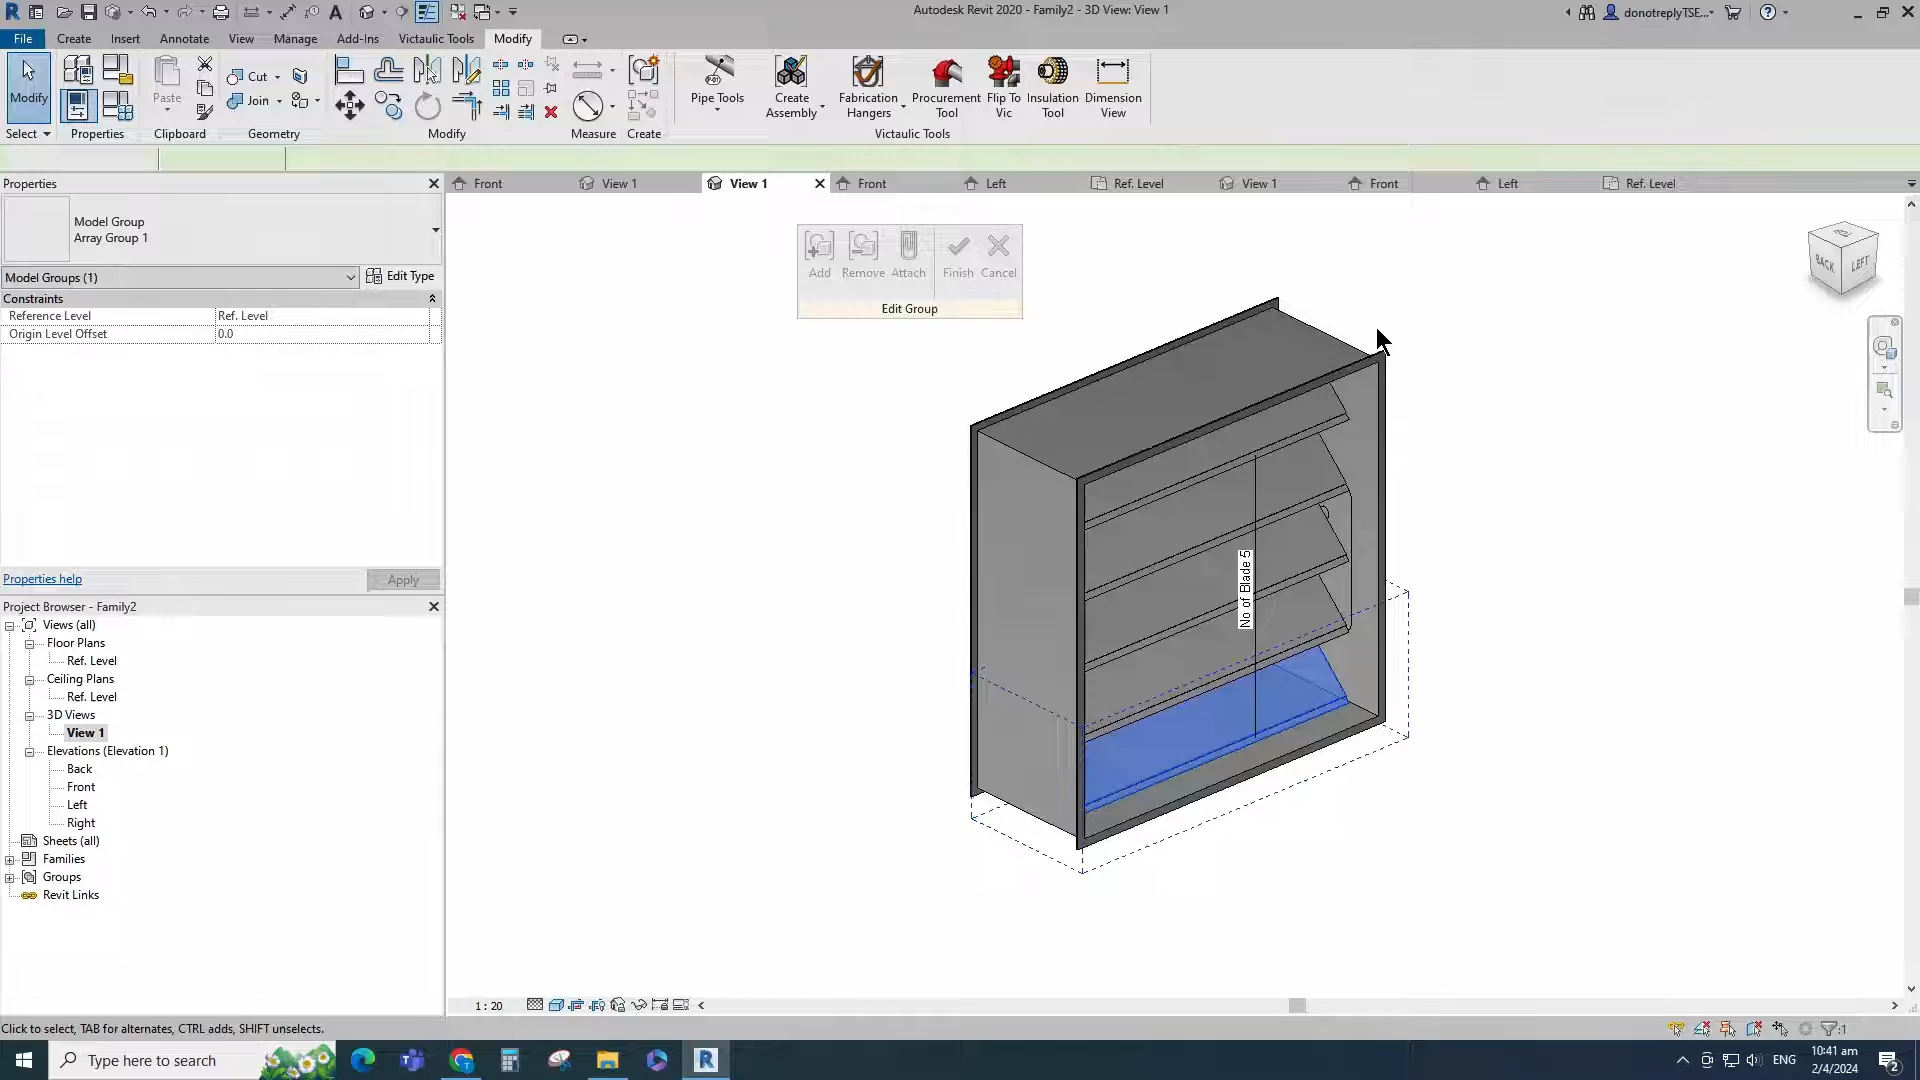 Autodesk Revit 2020 - Family2 - 3D View: View 1
donotreplyTSE...
File
Create
Insert
Annotate
View
Manage
Add-Ins
Victaulic Tools
Modify
Modify
Paste
Cut
Join
Pipe Tools
Create Assembly
Fabrication Hangers
Procurement Tool
Flip To Vic
Insulation Tool
Dimension View
Select
Properties
Clipboard
Geometry
Modify
Measure
Create
Victaulic Tools
Properties
Front
View 1
View 1
Front
Left
Ref. Level
View 1
Front
Left
Ref. Level
Model Group
Array Group 1
Model Groups (1)
Edit Type
Constraints
Reference Level
Ref. Level
Origin Level Offset
0.0
Properties help
Apply
Add
Remove
Attach
Finish
Cancel
Edit Group
BACK
LEFT
No of Blade 5
Project Browser - Family2
Views (all)
Floor Plans
Ref. Level
Ceiling Plans
Ref. Level
3D Views
View 1
Elevations (Elevation 1)
Back
Front
Left
Right
Sheets (all)
Families
Groups
Revit Links
1 : 20
Click to select, TAB for alternates, CTRL adds, SHIFT unselects.
:1
Type here to search
ENG
10:41 am
2/4/2024
2